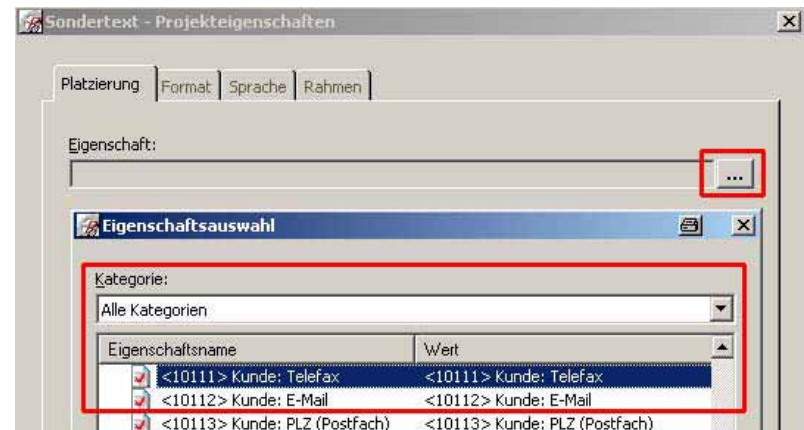 Sondertext - Projekteigenschaften
Platzierung Format Sprache Rahmen
Eigenschaft:
...
Eigenschaftsauswahl
Kategorie:
Alle Kategorien
Eigenschaftsname Wert
<10111> Kunde: Telefax <10111> Kunde: Telefax
<10112> Kunde: E-Mail <10112> Kunde: E-Mail
<10113> Kunde: PLZ (Postfach) <10113> Kunde: PLZ (Postfach)